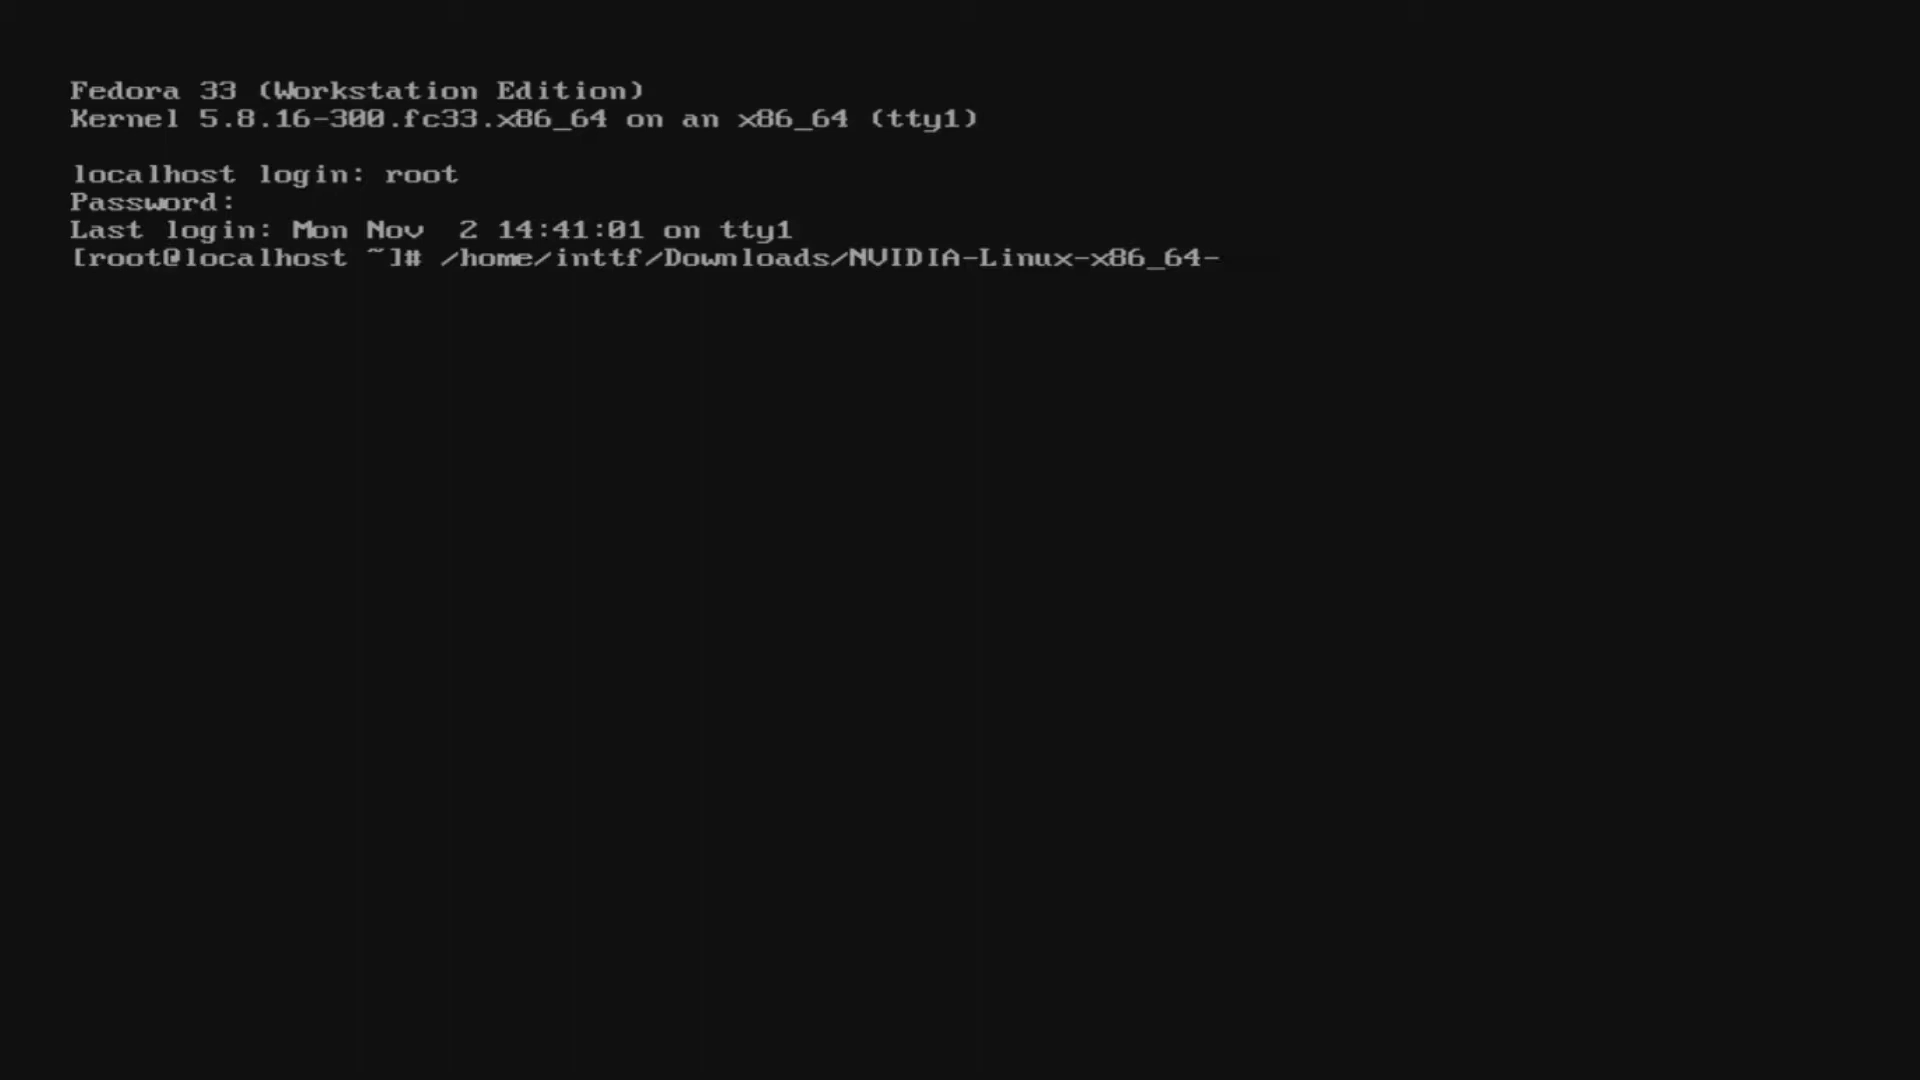 Fedora 33 (Workstation Edition)
Kernel 5.8.16-300.fc33.x86_64 on an x86_64 (tty1)
localhost login: root
Password:
Last login: Mon Nov  2 14:41:01 on tty1
[root@localhost ~]# /home/inttf/Downloads/NVIDIA-Linux-x86_64-